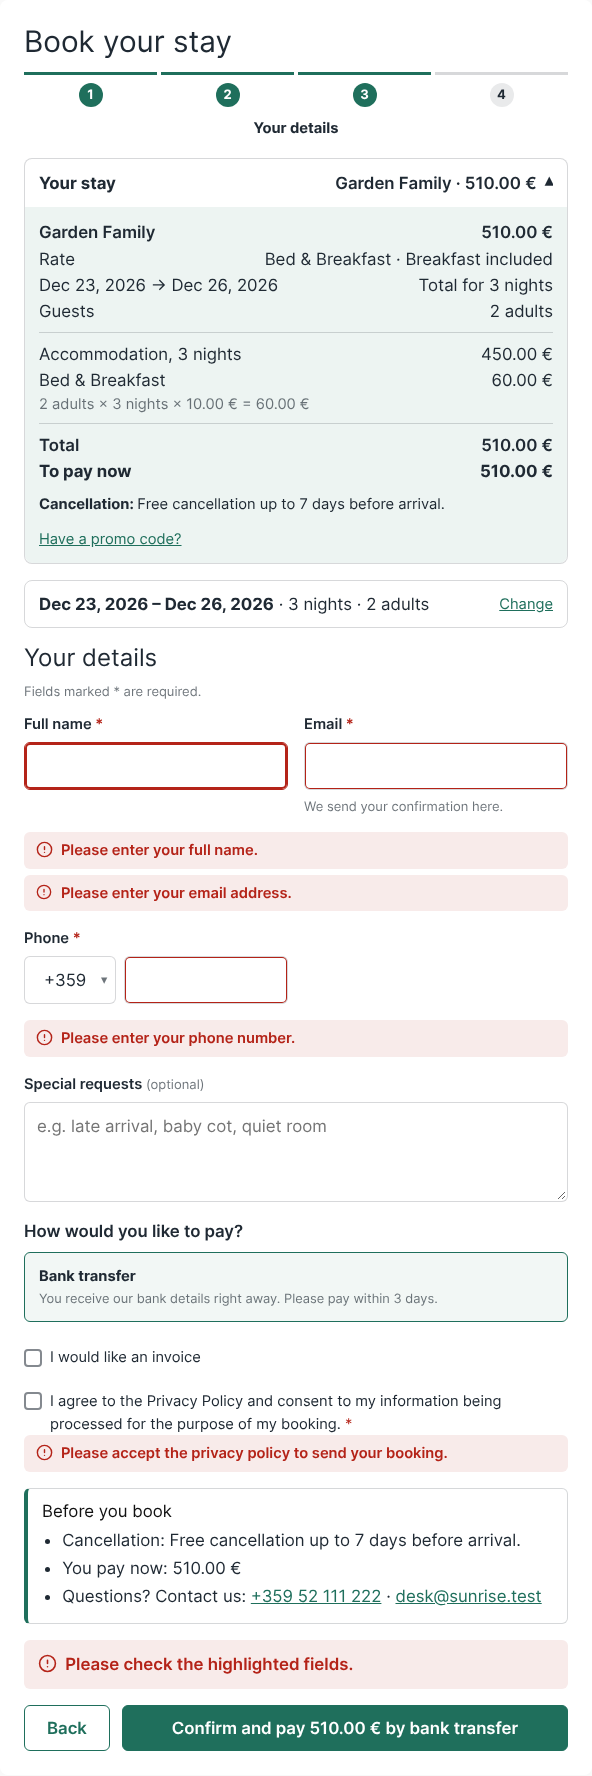 Book your stay
1 2 3 4
Your details
Your stay Garden Family · 510.00 € ▲
Garden Family 510.00 €
Rate Bed & Breakfast · Breakfast included
Dec 23, 2026 → Dec 26, 2026 Total for 3 nights
Guests 2 adults
Accommodation, 3 nights 450.00 €
Bed & Breakfast 60.00 €
2 adults × 3 nights × 10.00 € = 60.00 €
Total 510.00 €
To pay now 510.00 €
Cancellation: Free cancellation up to 7 days before arrival.
Have a promo code?
Dec 23, 2026 – Dec 26, 2026 · 3 nights · 2 adults Change
Your details
Fields marked * are required.
Full name * Email *
We send your confirmation here.
Please enter your full name.
Please enter your email address.
Phone *
+359 ▾
Please enter your phone number.
Special requests (optional)
e.g. late arrival, baby cot, quiet room
How would you like to pay?
Bank transfer
You receive our bank details right away. Please pay within 3 days.
I would like an invoice
I agree to the Privacy Policy and consent to my information being
processed for the purpose of my booking. *
Please accept the privacy policy to send your booking.
Before you book
• Cancellation: Free cancellation up to 7 days before arrival.
• You pay now: 510.00 €
• Questions? Contact us: +359 52 111 222 · desk@sunrise.test
Please check the highlighted fields.
Back Confirm and pay 510.00 € by bank transfer